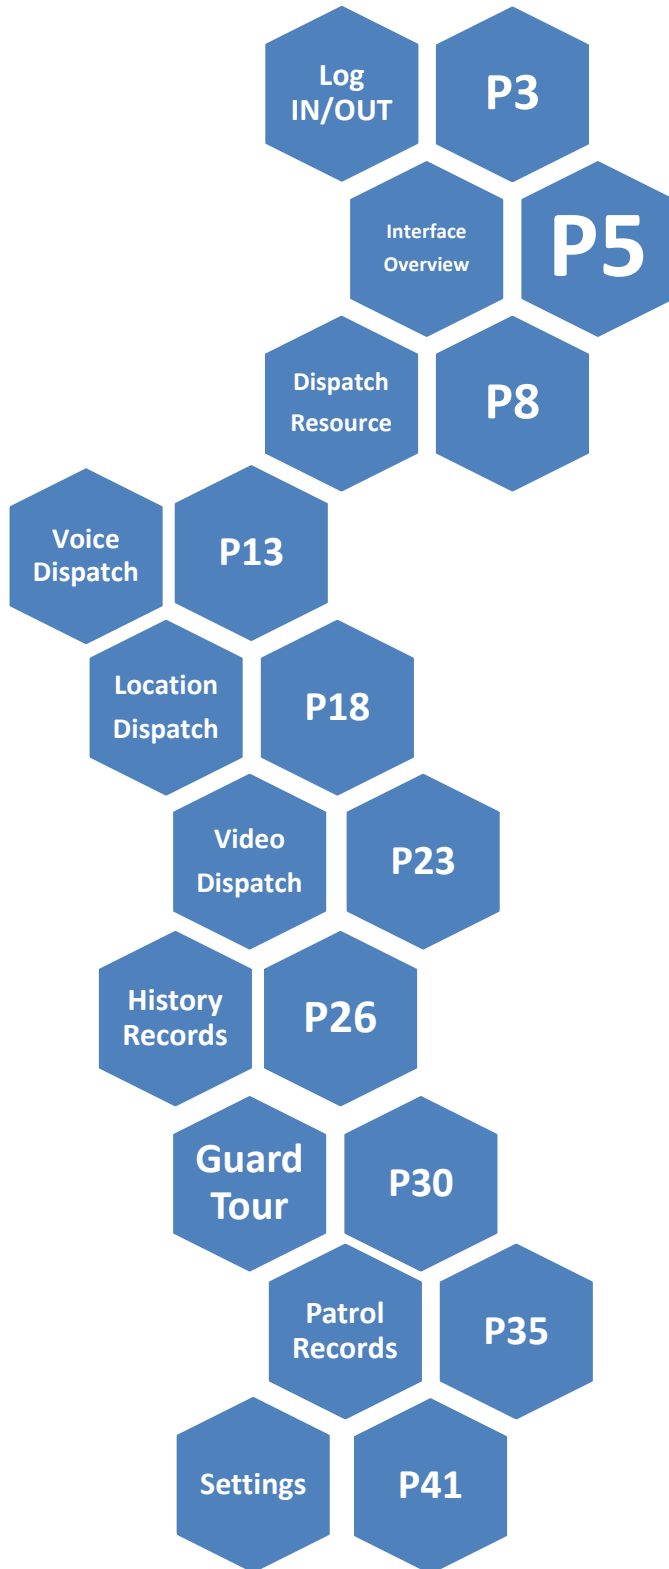 Log
IN/OUT
P3
Interface
Overview
P5
Dispatch
Resource
P8
Voice
Dispatch
P13
Location
Dispatch
P18
Video
Dispatch
P23
History
Records
P26
Guard
Tour
P30
Patrol
Records
P35
Settings
P41